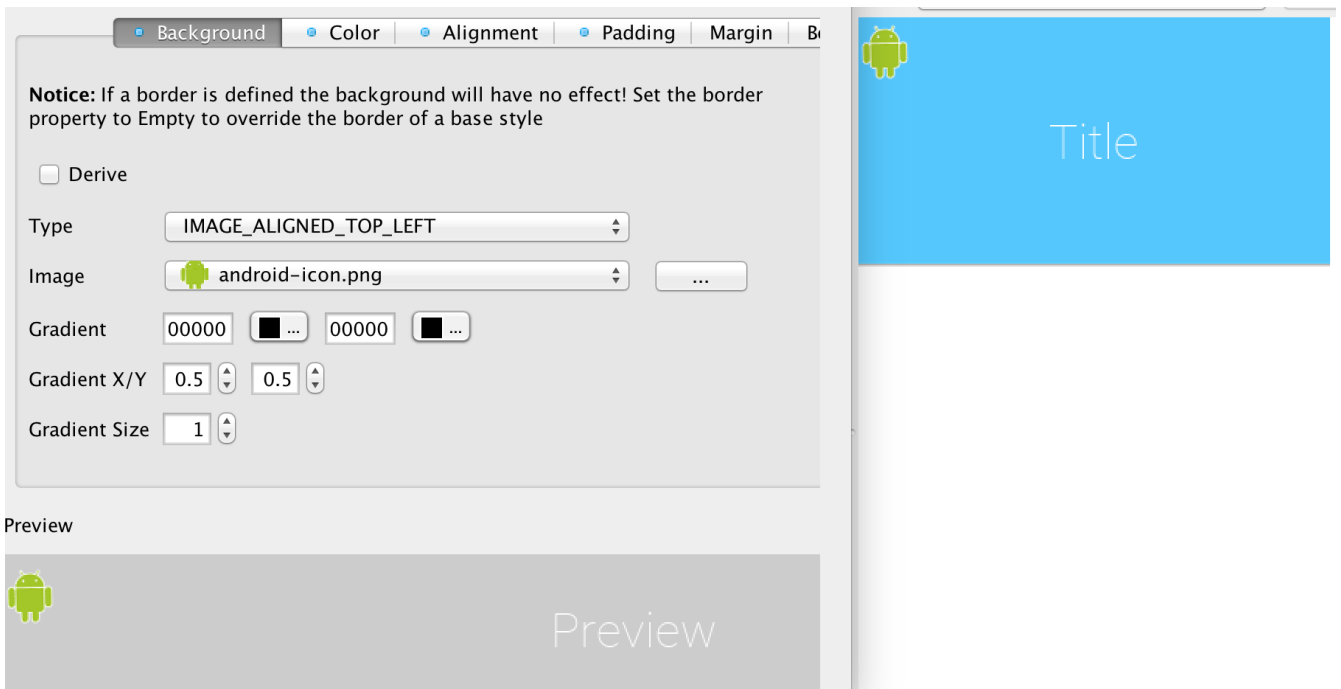 Background Color Alignment Padding Margin
Title
Notice: If a border is defined the background will have no effect! Set the border
property to Empty to override the border of a base style
Derive
Type IMAGE_ALIGNED_TOP_LEFT
Image android-icon.png ...
Gradient 00000 ... 00000 ...
Gradient X/Y 0.5 0.5
Gradient Size 1
Preview
Preview